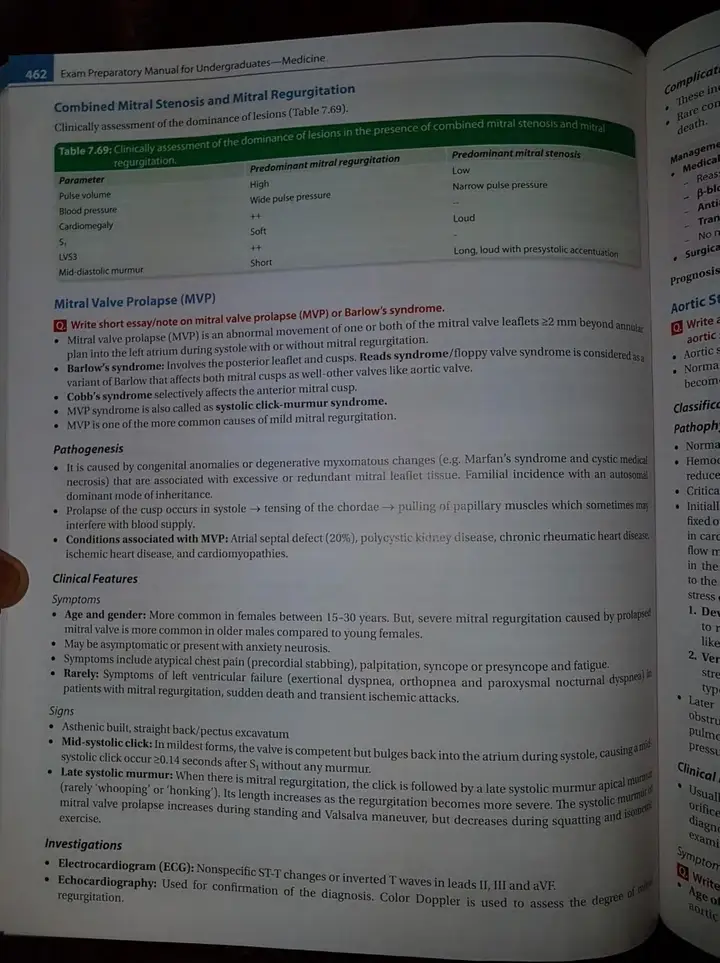 462 Exam Preparatory Manual for Undergraduates—Medicine
Combined Mitral Stenosis and Mitral Regurgitation
Clinically assessment of the dominance of lesions (Table 7.69).
Table 7.69: Clinically assessment of the dominance of lesions in the presence of combined mitral stenosis and mitral
regurgitation.
Parameter Predominant mitral regurgitation Predominant mitral stenosis
Pulse volume High Low
Blood pressure Wide pulse pressure Narrow pulse pressure
Cardiomegaly ++ –
S₁ Soft Loud
LVS3 ++ –
Mid-diastolic murmur Short Long, loud with presystolic accentuation
Mitral Valve Prolapse (MVP)
Q. Write short essay/note on mitral valve prolapse (MVP) or Barlow's syndrome.
• Mitral valve prolapse (MVP) is an abnormal movement of one or both of the mitral valve leaflets ≥2 mm beyond annular
plan into the left atrium during systole with or without mitral regurgitation.
• Barlow's syndrome: Involves the posterior leaflet and cusps. Reads syndrome/floppy valve syndrome is considered as a
variant of Barlow that affects both mitral cusps as well-other valves like aortic valve.
• Cobb's syndrome selectively affects the anterior mitral cusp.
• MVP syndrome is also called as systolic click-murmur syndrome.
• MVP is one of the more common causes of mild mitral regurgitation.
Pathogenesis
• It is caused by congenital anomalies or degenerative myxomatous changes (e.g. Marfan's syndrome and cystic medical
necrosis) that are associated with excessive or redundant mitral leaflet tissue. Familial incidence with an autosomal
dominant mode of inheritance.
• Prolapse of the cusp occurs in systole → tensing of the chordae → pulling of papillary muscles which sometimes may
interfere with blood supply.
• Conditions associated with MVP: Atrial septal defect (20%), polycystic kidney disease, chronic rheumatic heart disease,
ischemic heart disease, and cardiomyopathies.
Clinical Features
Symptoms
• Age and gender: More common in females between 15–30 years. But, severe mitral regurgitation caused by prolapsed
mitral valve is more common in older males compared to young females.
• May be asymptomatic or present with anxiety neurosis.
• Symptoms include atypical chest pain (precordial stabbing), palpitation, syncope or presyncope and fatigue.
• Rarely: Symptoms of left ventricular failure (exertional dyspnea, orthopnea and paroxysmal nocturnal dyspnea) in
patients with mitral regurgitation, sudden death and transient ischemic attacks.
Signs
• Asthenic built, straight back/pectus excavatum
• Mid-systolic click: In mildest forms, the valve is competent but bulges back into the atrium during systole, causing a mid-
systolic click occur ≥0.14 seconds after S₁ without any murmur.
• Late systolic murmur: When there is mitral regurgitation, the click is followed by a late systolic murmur apical murmur
(rarely 'whooping' or 'honking'). Its length increases as the regurgitation becomes more severe. The systolic murmur of
mitral valve prolapse increases during standing and Valsalva maneuver, but decreases during squatting and isometric
exercise.
Investigations
• Electrocardiogram (ECG): Nonspecific ST-T changes or inverted T waves in leads II, III and aVF.
• Echocardiography: Used for confirmation of the diagnosis. Color Doppler is used to assess the degree of mitral
regurgitation.
• These
• Rare
death.
• Medical
– No
• Surgica
Prognosis
Aortic
Q. Write
aortic
• Aortic
becom
Pathoph
reduce
• Critica
• Initiall
fixed
flow
in the
to the
stress
1.
to
like
2.
• Later
Clinical
• Usuall
Q. Write
• Age of
aortic